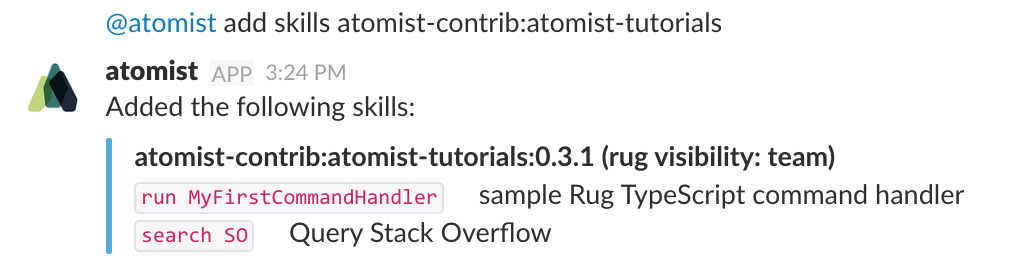 @atomist add skills atomist-contrib:atomist-tutorials
atomist APP 3:24 PM
Added the following skills:
atomist-contrib:atomist-tutorials:0.3.1 (rug visibility: team)
run MyFirstCommandHandler sample Rug TypeScript command handler
search SO Query Stack Overflow